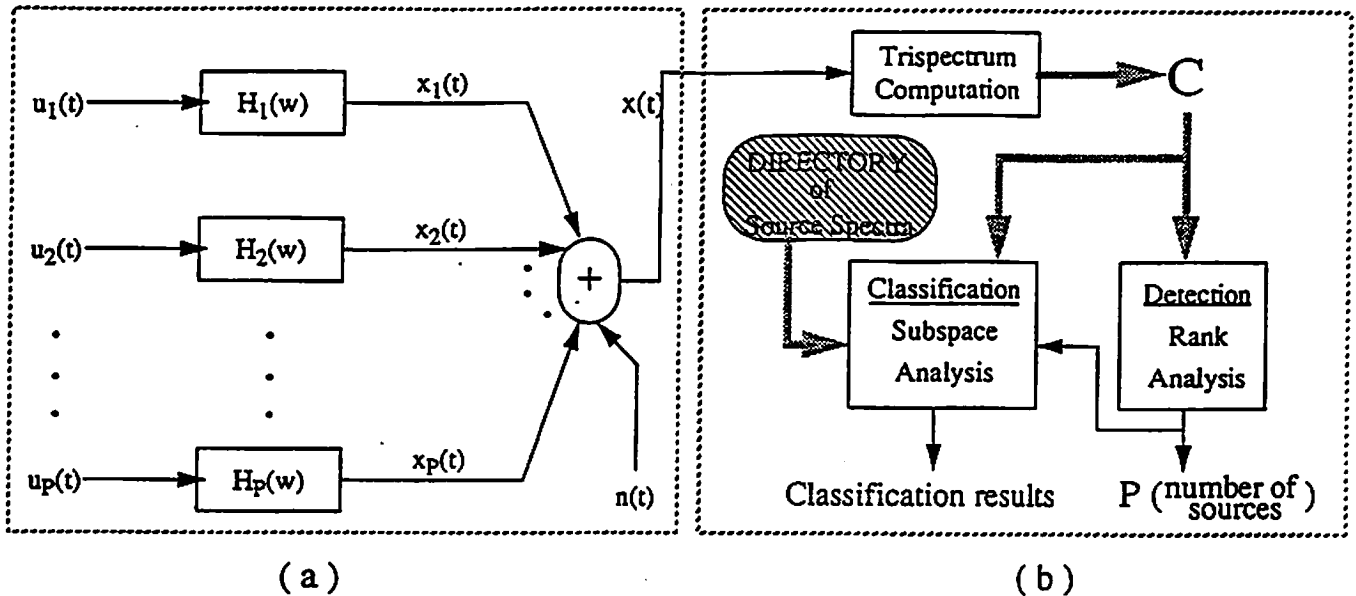 u1(t)
H1(w)
x1(t)
u2(t)
H2(w)
x2(t)
+
x(t)
uP(t)
HP(w)
xP(t)
n(t)
(a)
Trispectrum
Computation
C
DIRECTORY
of
Source Spectra
Classification
Subspace
Analysis
Detection
Rank
Analysis
Classification results
P (number of
sources)
(b)